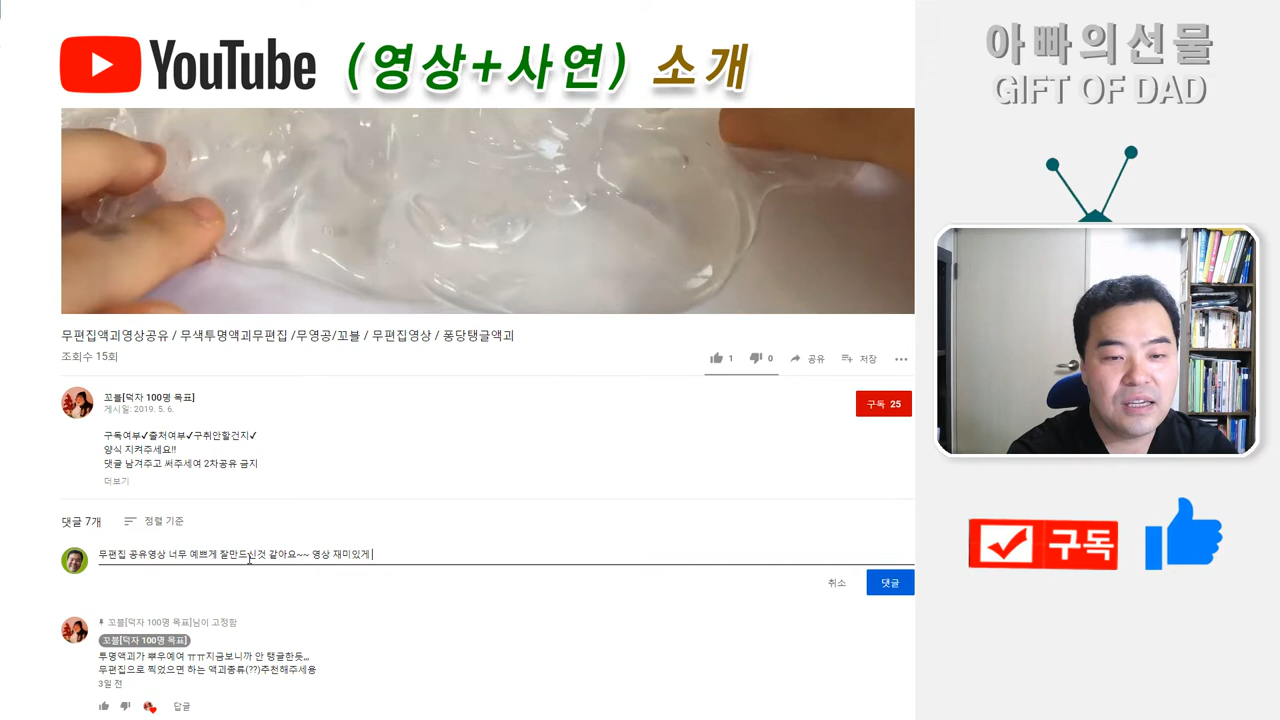 YouTube (영상+사연) 소개
아빠의선물
GIFT OF DAD
무편집액괴영상공유 / 무색투명액괴무편집 /무영공/꼬블 / 무편집영상 / 퐁당탱글액괴
조회수 15회
1 0 공유 저장
꼬블[덕자 100명 목표]
게시일: 2019. 5. 6.
구독 25
구독여부✓출처여부✓구취안할건지✓
양식 지켜주세요!!
댓글 남겨주고 써주세여 2차공유 금지
더보기
댓글 7개 정렬 기준
무편집 공유영상 너무 예쁘게 잘만드신것 같아요~~ 영상 재미있게
취소 댓글
구독
꼬블[덕자 100명 목표]님이 고정함
꼬블[덕자 100명 목표]
투명액괴가 뿌우예여 ㅠㅠ지금보니까 안 탱글한듯,,,
무편집으로 찍었으면 하는 액괴종류(??)추천해주세용
3일 전
답글